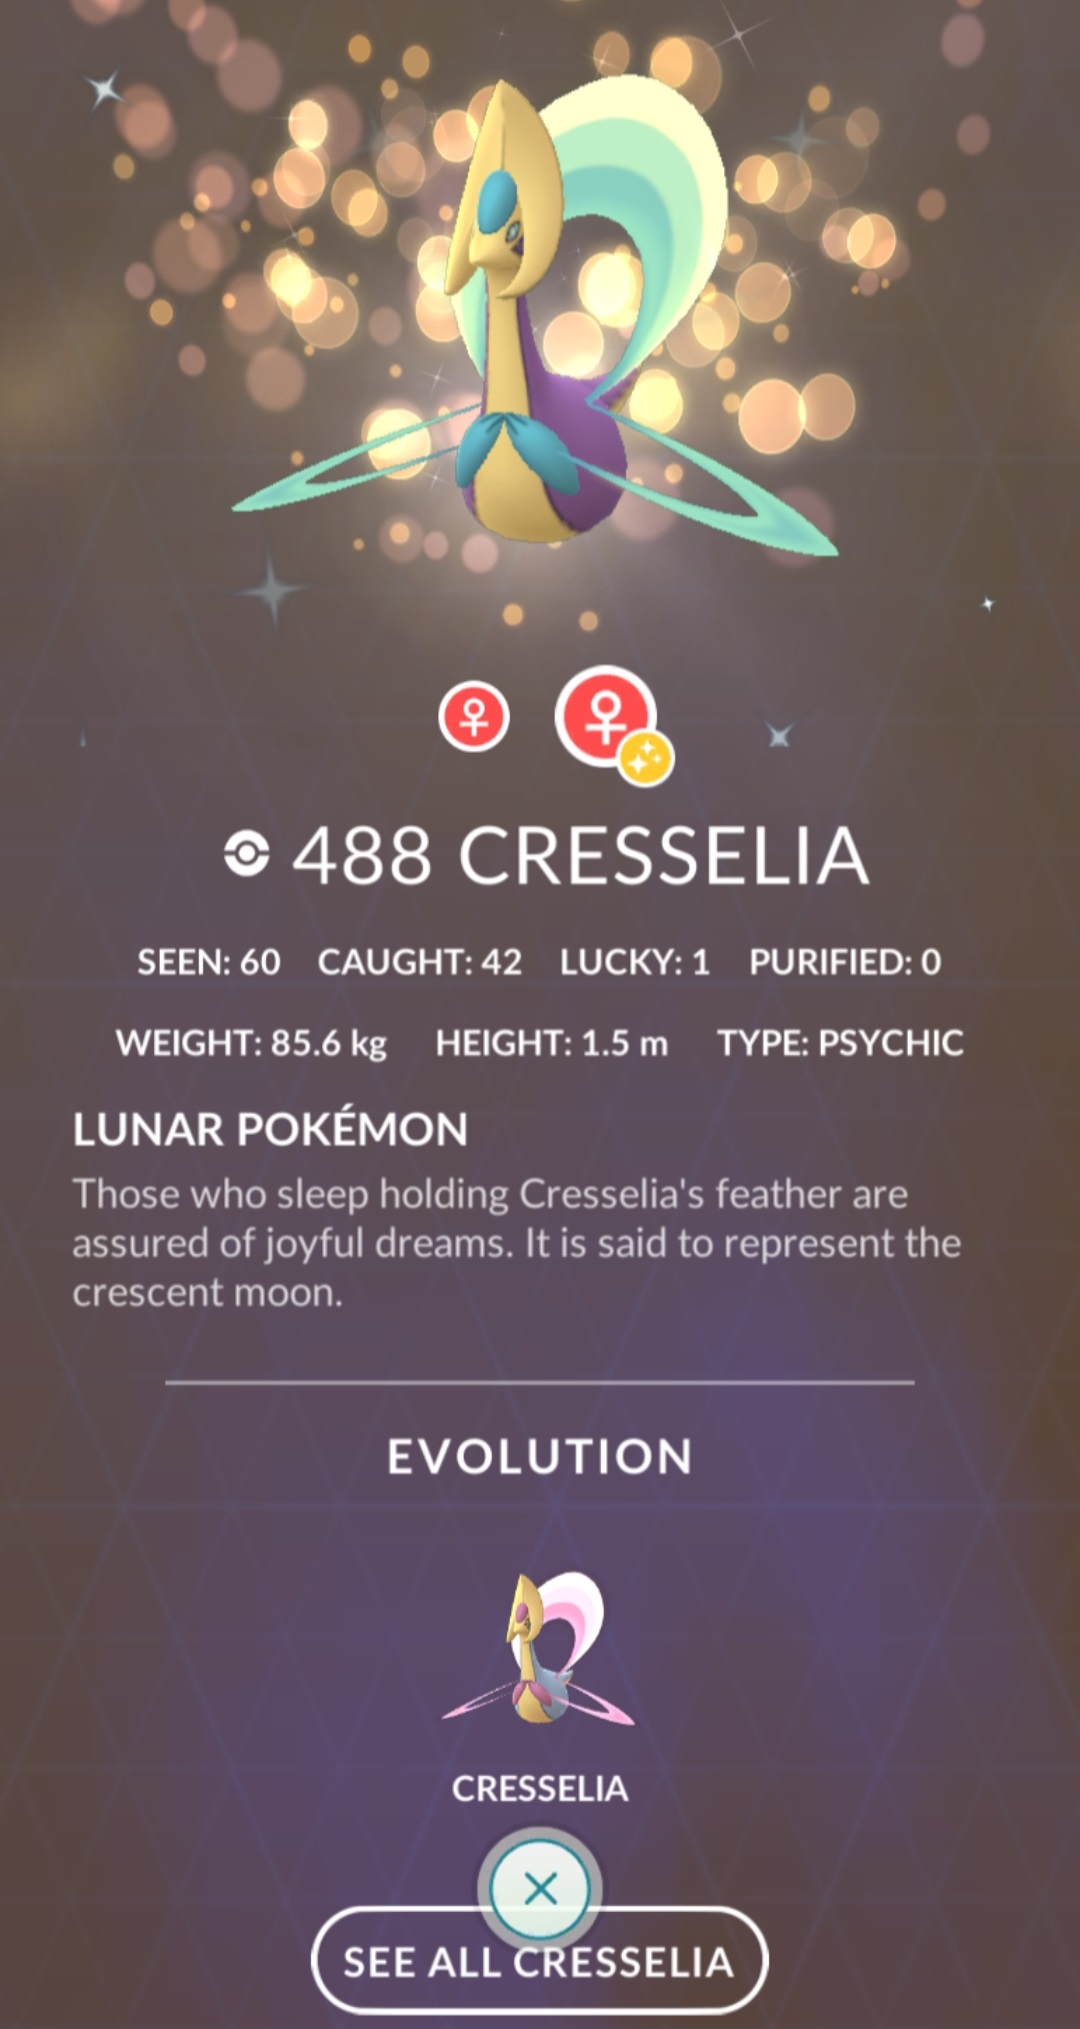 488 CRESSELIA
SEEN: 60 CAUGHT: 42 LUCKY: 1 PURIFIED: 0
WEIGHT: 85.6 kg HEIGHT: 1.5 m TYPE: PSYCHIC
LUNAR POKÉMON
Those who sleep holding Cresselia's feather are
assured of joyful dreams. It is said to represent the
crescent moon.
EVOLUTION
CRESSELIA
SEE ALL CRESSELIA